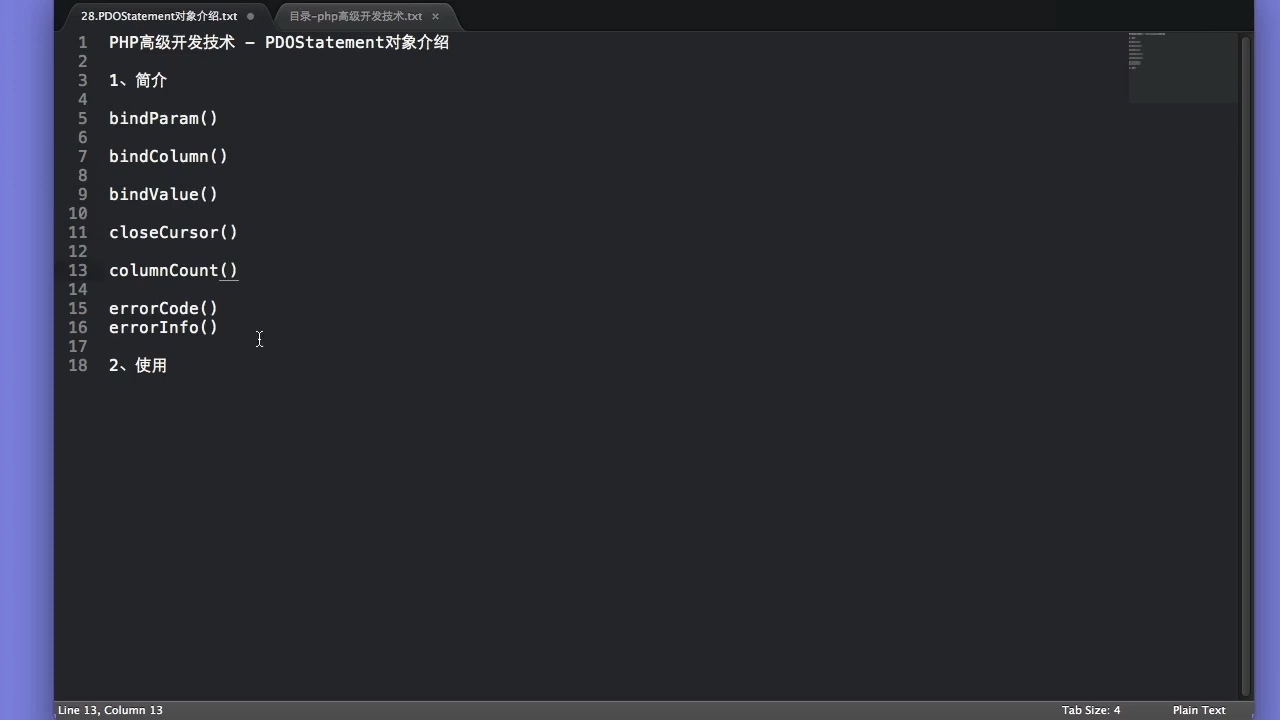 28.PDOStatement对象介绍.txt
目录-php高级开发技术.txt ×
1 PHP高级开发技术 - PDOStatement对象介绍
2
3 1、简介
4
5 bindParam()
6
7 bindColumn()
8
9 bindValue()
10
11 closeCursor()
12
13 columnCount()
14
15 errorCode()
16 errorInfo()
17
18 2、使用
Line 13, Column 13 Tab Size: 4 Plain Text